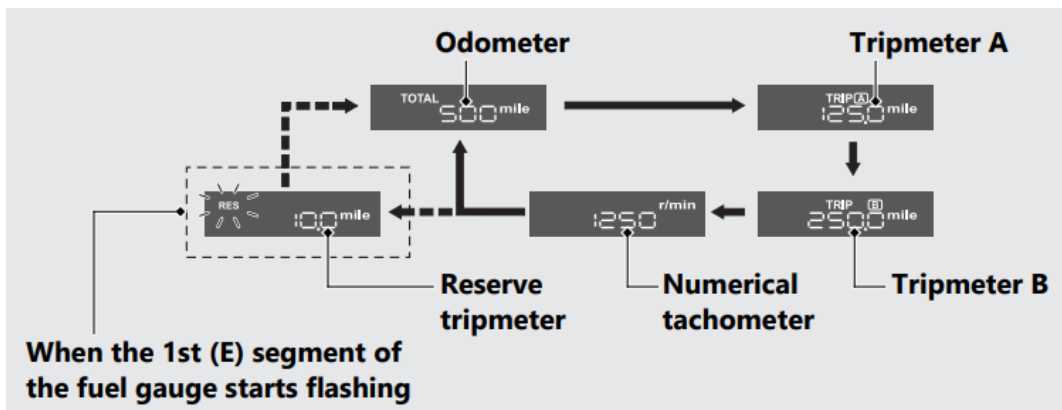 Odometer
Tripmeter A
TOTAL 500 mile
TRIP A 125.0 mile
RES 10.0 mile
1250 r/min
TRIP B 250.0 mile
Reserve
tripmeter
Numerical
tachometer
Tripmeter B
When the 1st (E) segment of
the fuel gauge starts flashing